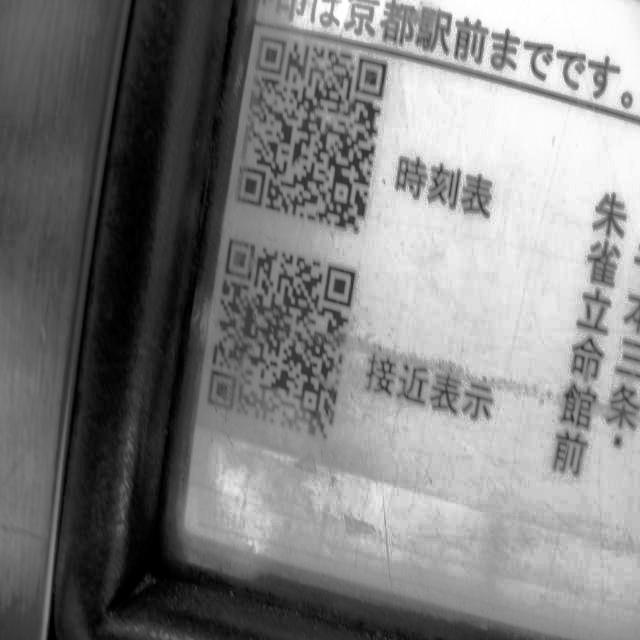 は京都駅前までです。
時刻表
接近表示
朱雀立命館前
三条・